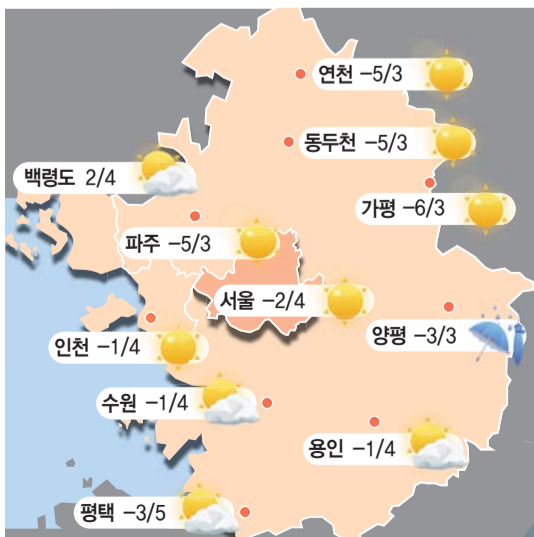 연천 -5/3
동두천 -5/3
백령도 2/4
가평 -6/3
파주 -5/3
서울 -2/4
양평 -3/3
인천 -1/4
수원 -1/4
용인 -1/4
평택 -3/5